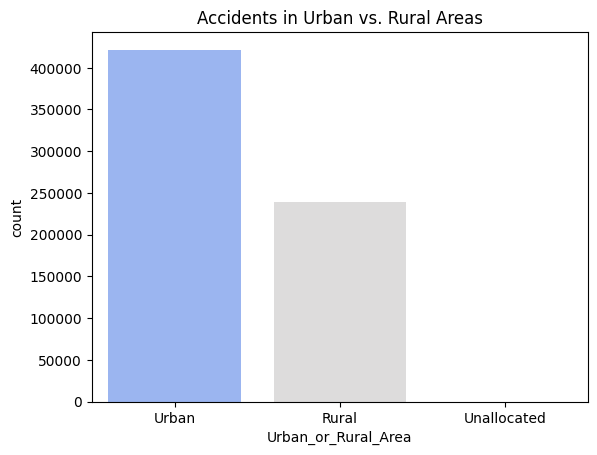 Accidents in Urban vs. Rural Areas
400000
350000
300000
250000
200000
150000
100000
50000
0
count
Urban Rural Unallocated
Urban_or_Rural_Area